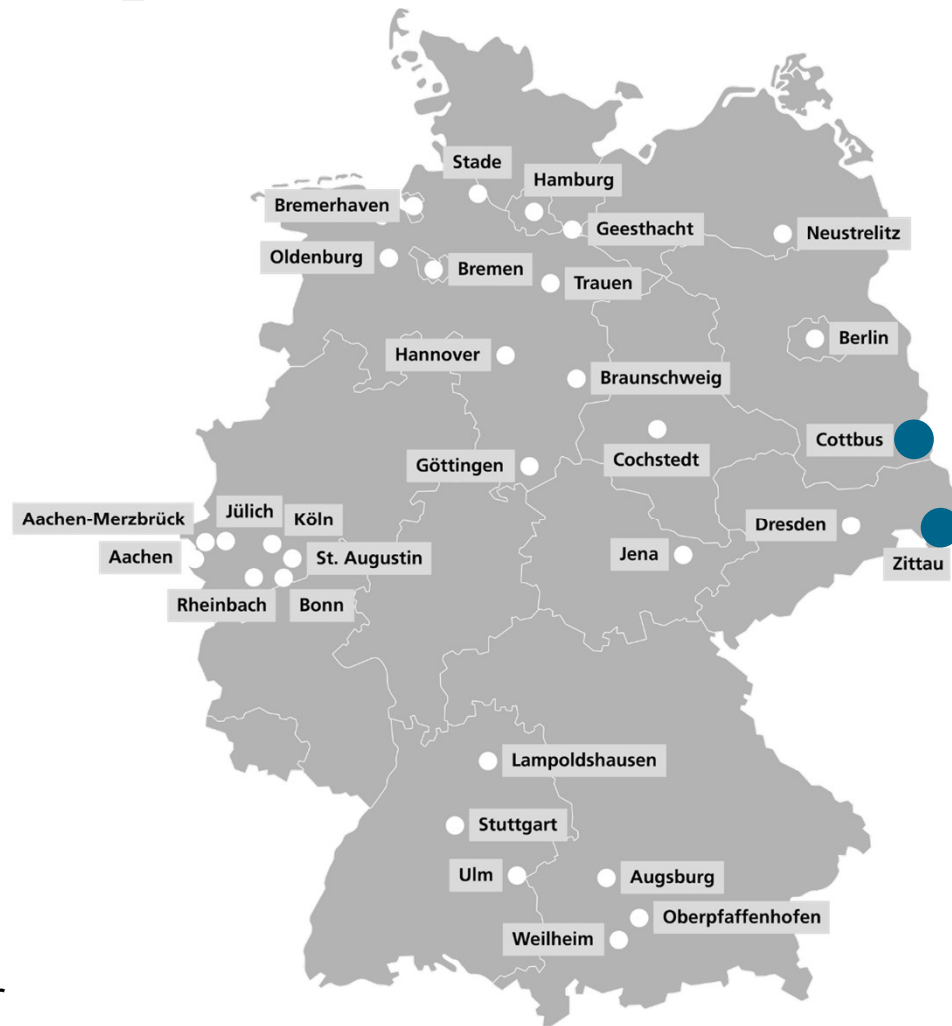 Stade
Hamburg
Bremerhaven
Geesthacht
Neustrelitz
Oldenburg
Bremen
Trauen
Berlin
Hannover
Braunschweig
Cottbus
Cochstedt
Göttingen
Aachen-Merzbrück
Jülich
Köln
Dresden
Aachen
St. Augustin
Jena
Zittau
Rheinbach
Bonn
Lampoldshausen
Stuttgart
Ulm
Augsburg
Oberpfaffenhofen
Weilheim